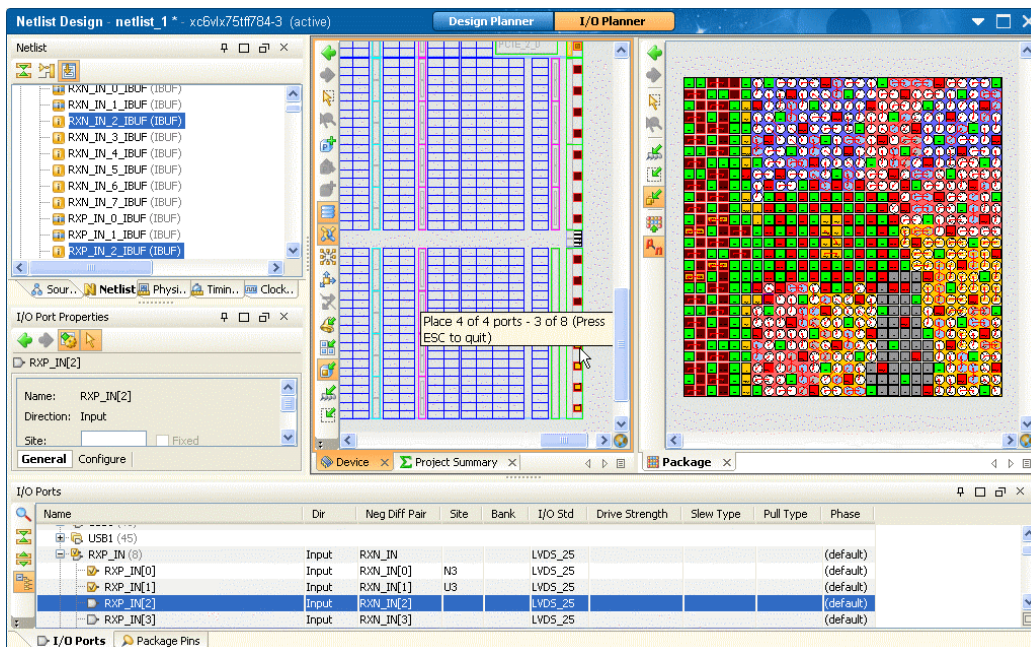 Netlist Design - netlist_1 * - xc6vlx75tff784-3 (active)
Design Planner
I/O Planner
Netlist
RXN_IN_0_IBUF (IBUF)
RXN_IN_1_IBUF (IBUF)
RXN_IN_2_IBUF (IBUF)
RXN_IN_3_IBUF (IBUF)
RXN_IN_4_IBUF (IBUF)
RXN_IN_5_IBUF (IBUF)
RXN_IN_6_IBUF (IBUF)
RXN_IN_7_IBUF (IBUF)
RXP_IN_0_IBUF (IBUF)
RXP_IN_1_IBUF (IBUF)
RXP_IN_2_IBUF (IBUF)
Sour.. Netlist Physi.. Timin.. Clock..
I/O Port Properties
RXP_IN[2]
Name: RXP_IN[2]
Direction: Input
Site: Fixed
General Configure
PCIE_2_0
Place 4 of 4 ports - 3 of 8 (Press
ESC to quit)
Device Project Summary
Package
I/O Ports
Name Dir Neg Diff Pair Site Bank I/O Std Drive Strength Slew Type Pull Type Phase
USB1 (45)
RXP_IN (8) Input RXN_IN LVDS_25 (default)
RXP_IN[0] Input RXN_IN[0] N3 LVDS_25 (default)
RXP_IN[1] Input RXN_IN[1] U3 LVDS_25 (default)
RXP_IN[2] Input RXN_IN[2] LVDS_25 (default)
RXP_IN[3] Input RXN_IN[3] LVDS_25 (default)
I/O Ports Package Pins